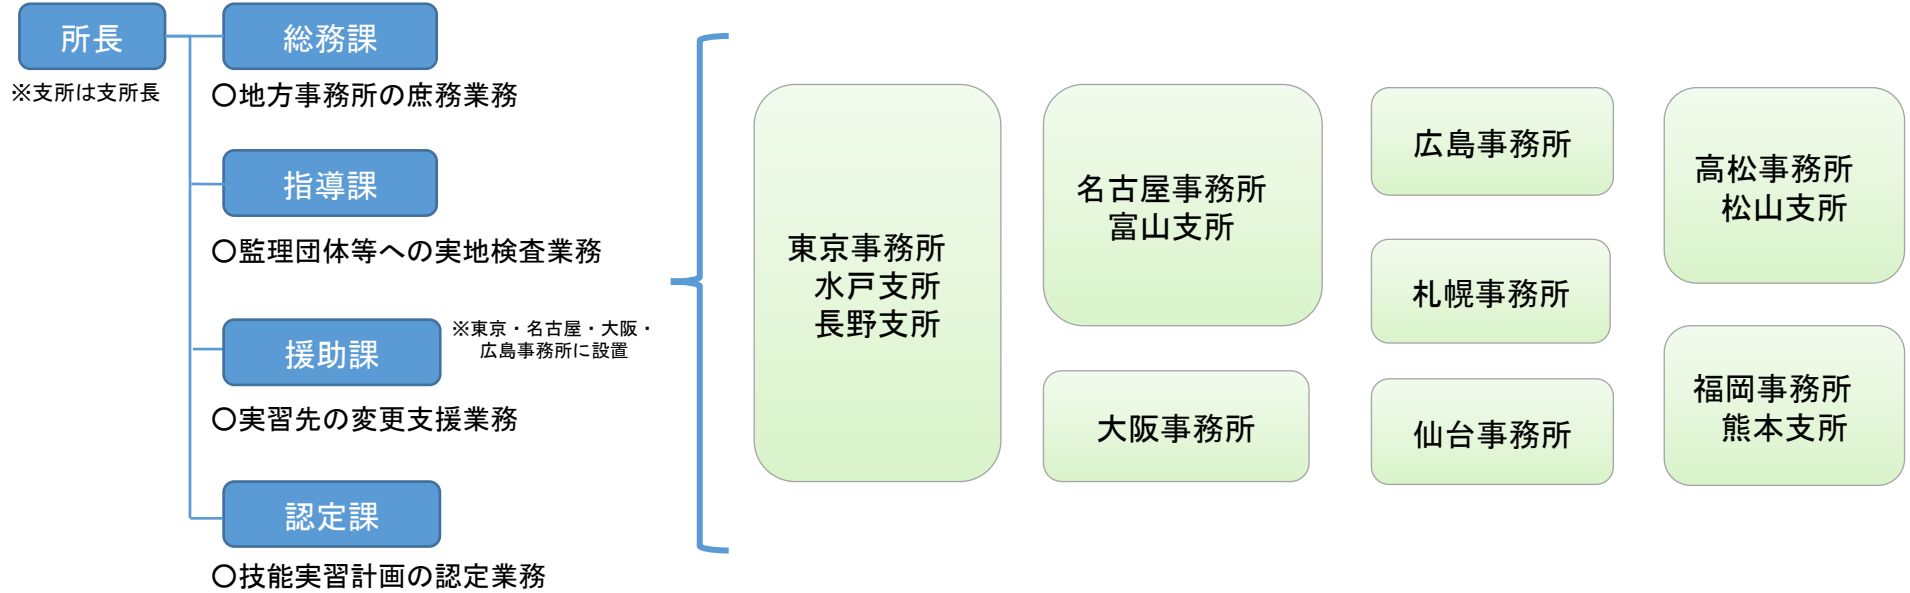 所長
※支所は支所長
総務課
〇地方事務所の庶務業務
指導課
〇監理団体等への実地検査業務
援助課
※東京・名古屋・大阪・
広島事務所に設置
〇実習先の変更支援業務
認定課
〇技能実習計画の認定業務
東京事務所
水戸支所
長野支所
名古屋事務所
富山支所
大阪事務所
広島事務所
札幌事務所
仙台事務所
高松事務所
松山支所
福岡事務所
熊本支所